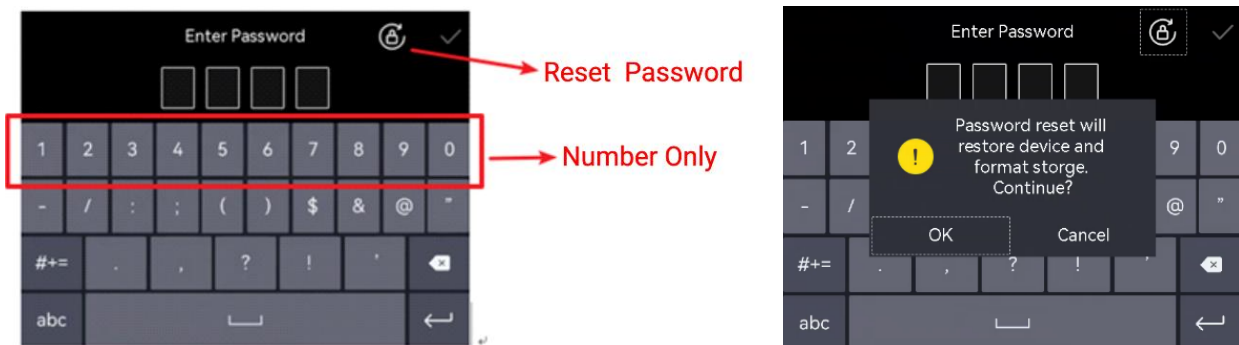 Enter Password
Reset Password
1 2 3 4 5 6 7 8 9 0
Number Only
- / : ; ( ) $ & @ "
#+= . , ? ! '
abc
Enter Password
Password reset will
restore device and
format storge.
Continue?
OK Cancel
1 2 9 0
- / @ "
#+= . , ? ! '
abc